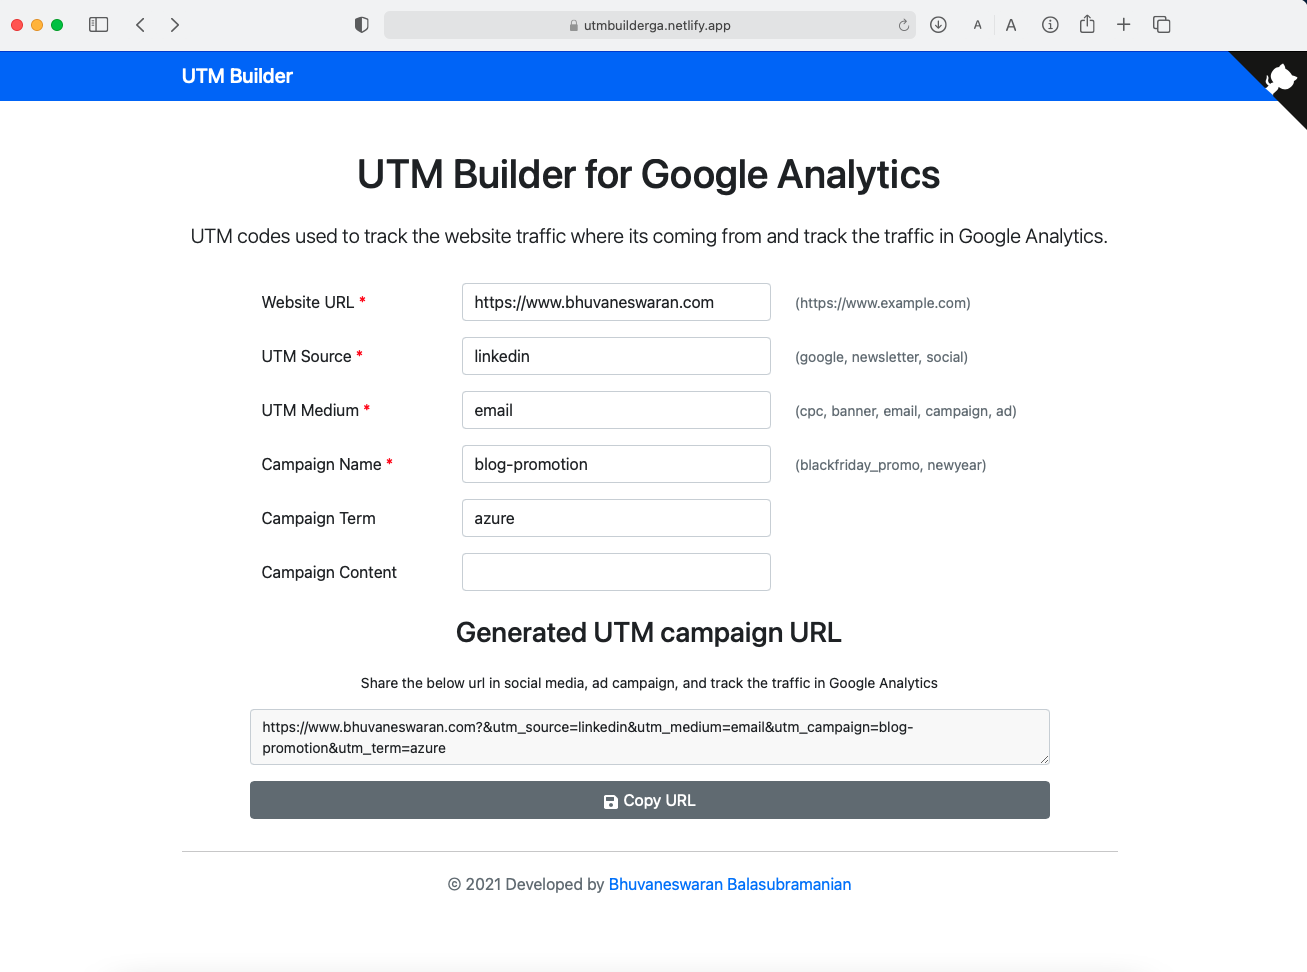 utmbuilderga.netlify.app
A A
UTM Builder
UTM Builder for Google Analytics
UTM codes used to track the website traffic where its coming from and track the traffic in Google Analytics.
Website URL * https://www.bhuvaneswaran.com (https://www.example.com)
UTM Source * linkedin (google, newsletter, social)
UTM Medium * email (cpc, banner, email, campaign, ad)
Campaign Name * blog-promotion (blackfriday_promo, newyear)
Campaign Term azure
Campaign Content
Generated UTM campaign URL
Share the below url in social media, ad campaign, and track the traffic in Google Analytics
https://www.bhuvaneswaran.com?&utm_source=linkedin&utm_medium=email&utm_campaign=blog-
promotion&utm_term=azure
Copy URL
© 2021 Developed by Bhuvaneswaran Balasubramanian